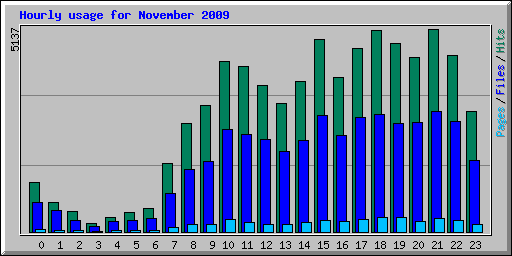 Hourly usage for November 2009
5137
Pages/Files/Hits
0 1 2 3 4 5 6 7 8 9 10 11 12 13 14 15 16 17 18 19 20 21 22 23